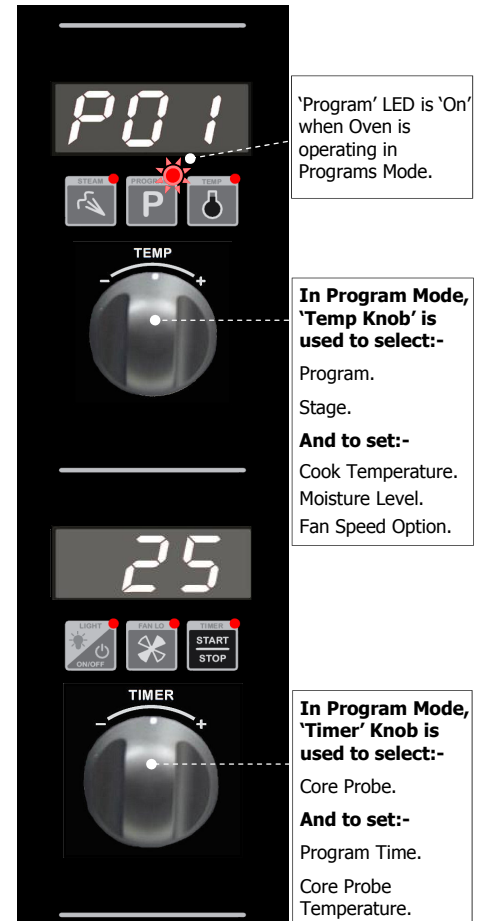 P01
‘Program’ LED is ‘On’
when Oven is
operating in
Programs Mode.
STEAM
PROGRAM
TEMP
P
TEMP
- +
In Program Mode,
‘Temp Knob’ is
used to select:-
Program.
Stage.
And to set:-
Cook Temperature.
Moisture Level.
Fan Speed Option.
25
LIGHT
FAN LO
TIMER
ON/OFF
START
STOP
TIMER
- +
In Program Mode,
‘Timer’ Knob is
used to select:-
Core Probe.
And to set:-
Program Time.
Core Probe
Temperature.